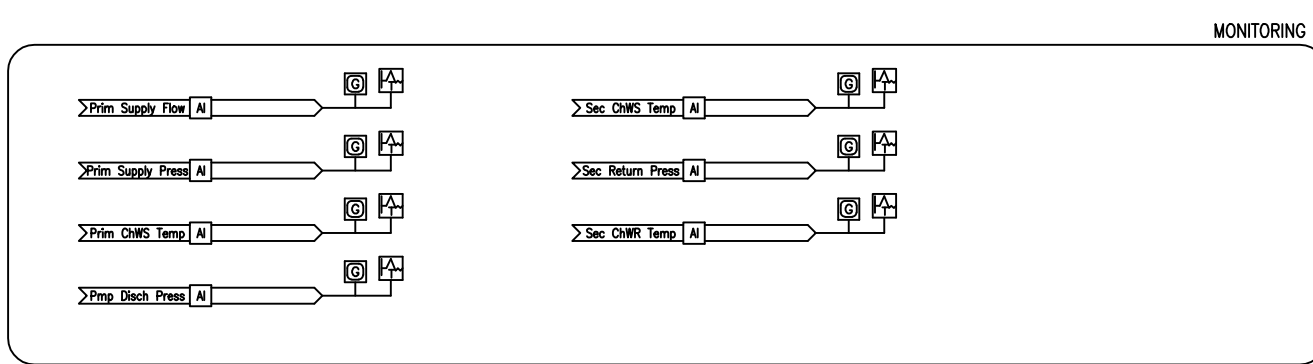 MONITORING
G T G T
Prim Supply Flow AI Sec ChWS Temp AI
G T G T
Prim Supply Press AI Sec Return Press AI
G T G T
Prim ChWS Temp AI Sec ChWR Temp AI
G T
Pmp Disch Press AI